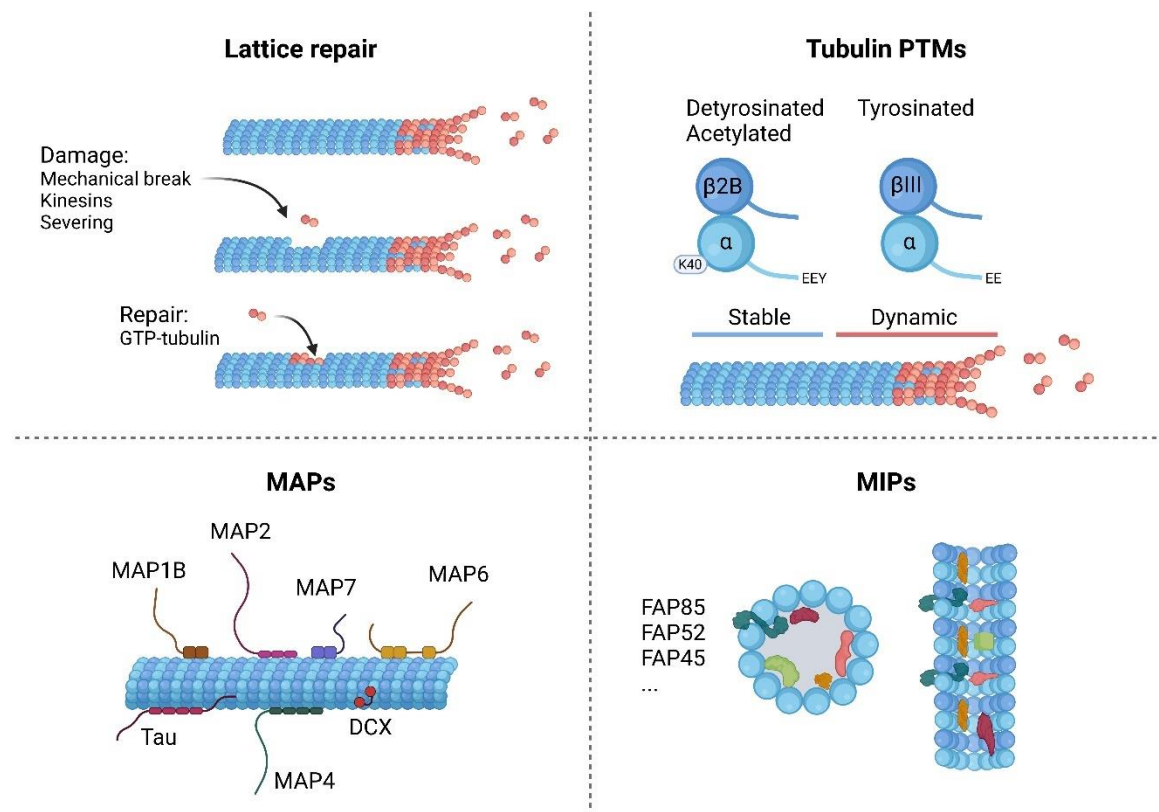 Lattice repair
Damage:
Mechanical break
Kinesins
Severing
Repair:
GTP-tubulin
Tubulin PTMs
Detyrosinated
Acetylated
Tyrosinated
β2B
βIII
α
α
K40
EEY
EE
Stable
Dynamic
MAPs
MAP2
MAP1B
MAP7
MAP6
Tau
DCX
MAP4
MIPs
FAP85
FAP52
FAP45
...